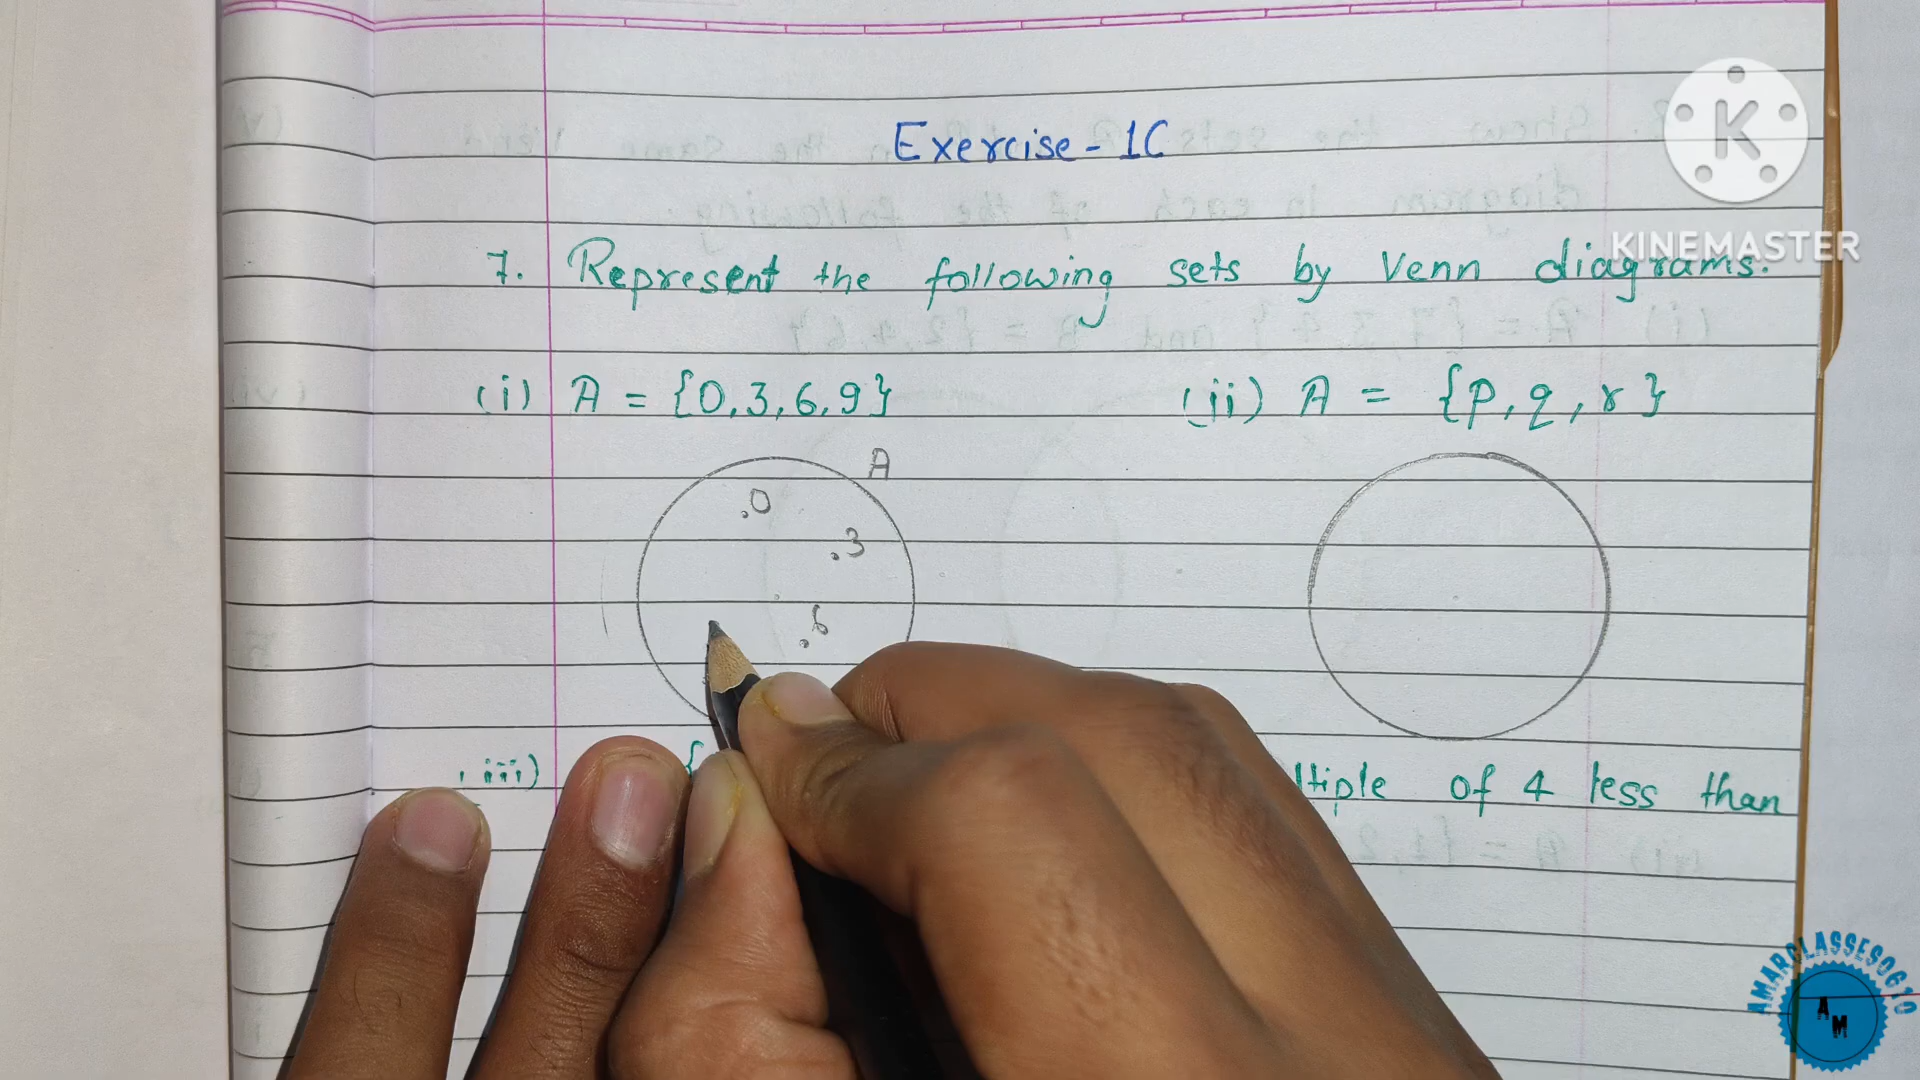 Exercise - 1C
7. Represent the following sets by Venn diagrams.
(i) A = {0,3,6,9} (ii) A = {p, q, r}
A
.0
.3
.6
iii) { ltiple of 4 less than
KINEMASTER
AMARCLASSES0610
AM